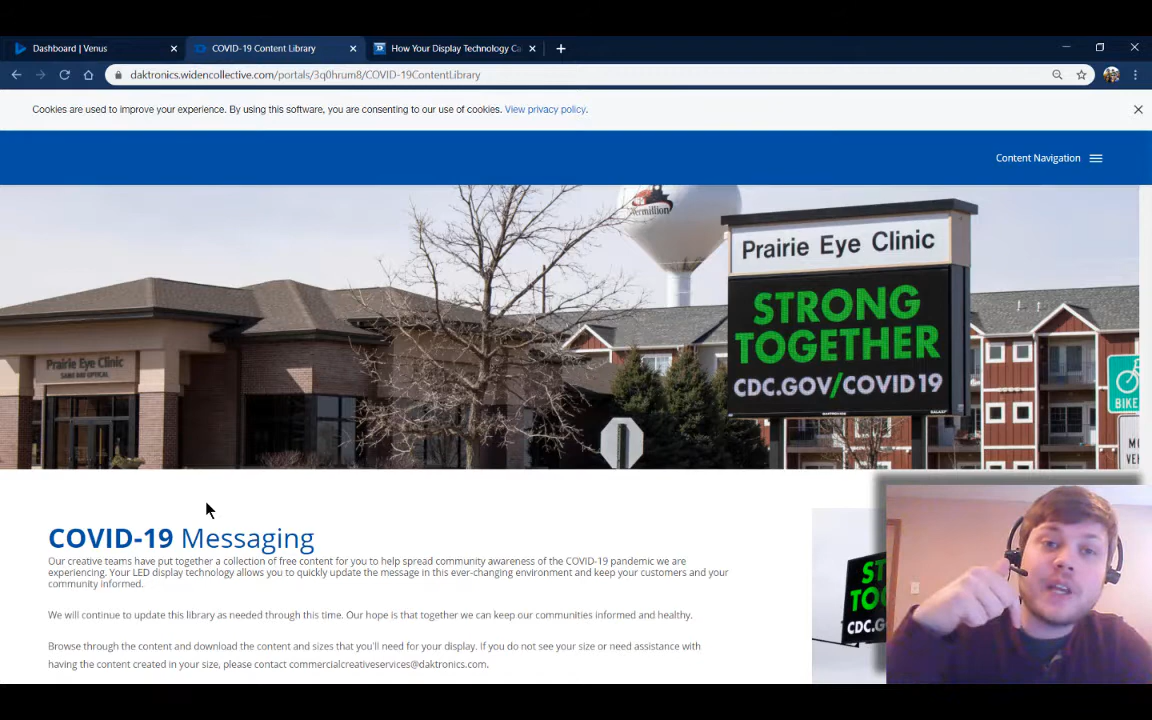 Dashboard | Venus
COVID-19 Content Library
How Your Display Technology Ca
daktronics.widencollective.com/portals/3q0hrum8/COVID-19ContentLibrary
Cookies are used to improve your experience. By using this software, you are consenting to our use of cookies. View privacy policy.
Content Navigation
Vermillion
Prairie Eye Clinic
STRONG
TOGETHER
CDC.GOV/COVID19
Prairie Eye Clinic
BIKE
COVID-19 Messaging
Our creative teams have put together a collection of free content for you to help spread community awareness of the COVID-19 pandemic we are
experiencing. Your LED display technology allows you to quickly update the message in this ever-changing environment and keep your customers and your
community informed.
We will continue to update this library as needed through this time. Our hope is that together we can keep our communities informed and healthy.
Browse through the content and download the content and sizes that you'll need for your display. If you do not see your size or need assistance with
having the content created in your size, please contact commercialcreativeservices@daktronics.com.
ST
TOG
CDC.G